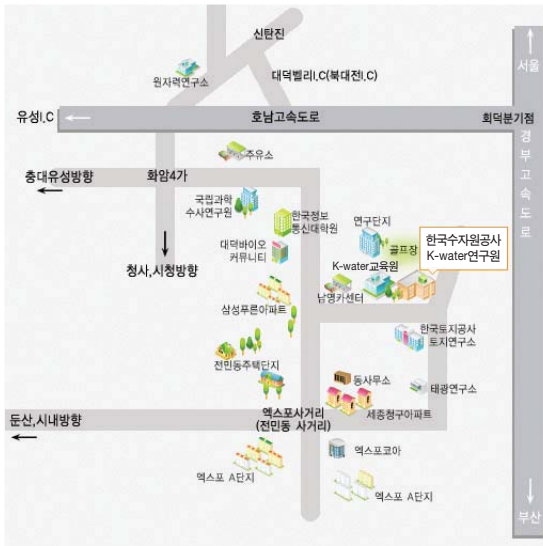 신탄진
서울
원자력연구소
대덕벨리I.C(북대전I.C)
유성I.C
호남고속도로
회덕분기점
경부고속도로
주유소
충대유성방향
화암4가
국립과학
수사연구원
한국정보
통신대학원
연구단지
골프장
한국수자원공사
K-water연구원
대덕바이오
커뮤니티
K-water교육원
청사,시청방향
남영카센터
삼성푸른아파트
한국토지공사
토지연구소
전민동주택단지
동사무소
태광연구소
둔산,시내방향
엑스포사거리
(전민동 사거리)
세종청구아파트
엑스포코아
엑스포 A단지
엑스포 A단지
부산